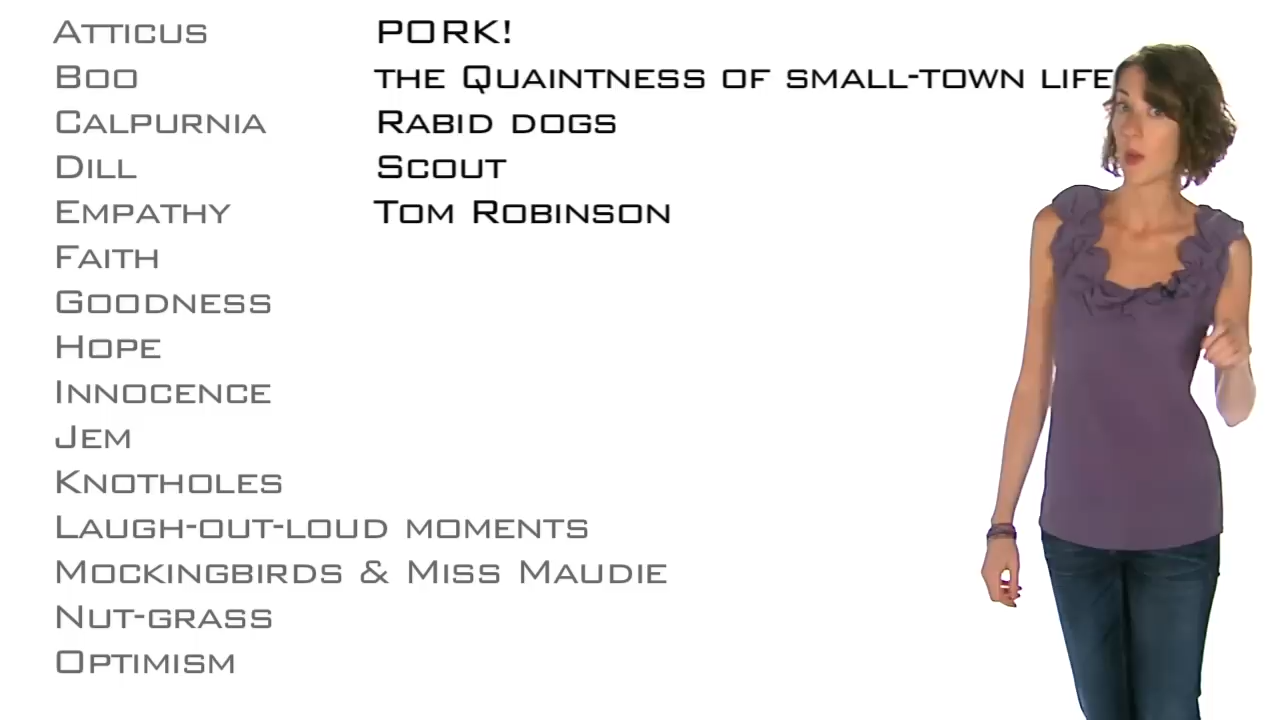 Atticus
Boo
Calpurnia
Dill
Empathy
Faith
Goodness
Hope
Innocence
Jem
Knotholes
Laugh-out-loud moments
Mockingbirds & Miss Maudie
Nut-grass
Optimism
PORK!
the Quaintness of small-town life
Rabid dogs
Scout
Tom Robinson